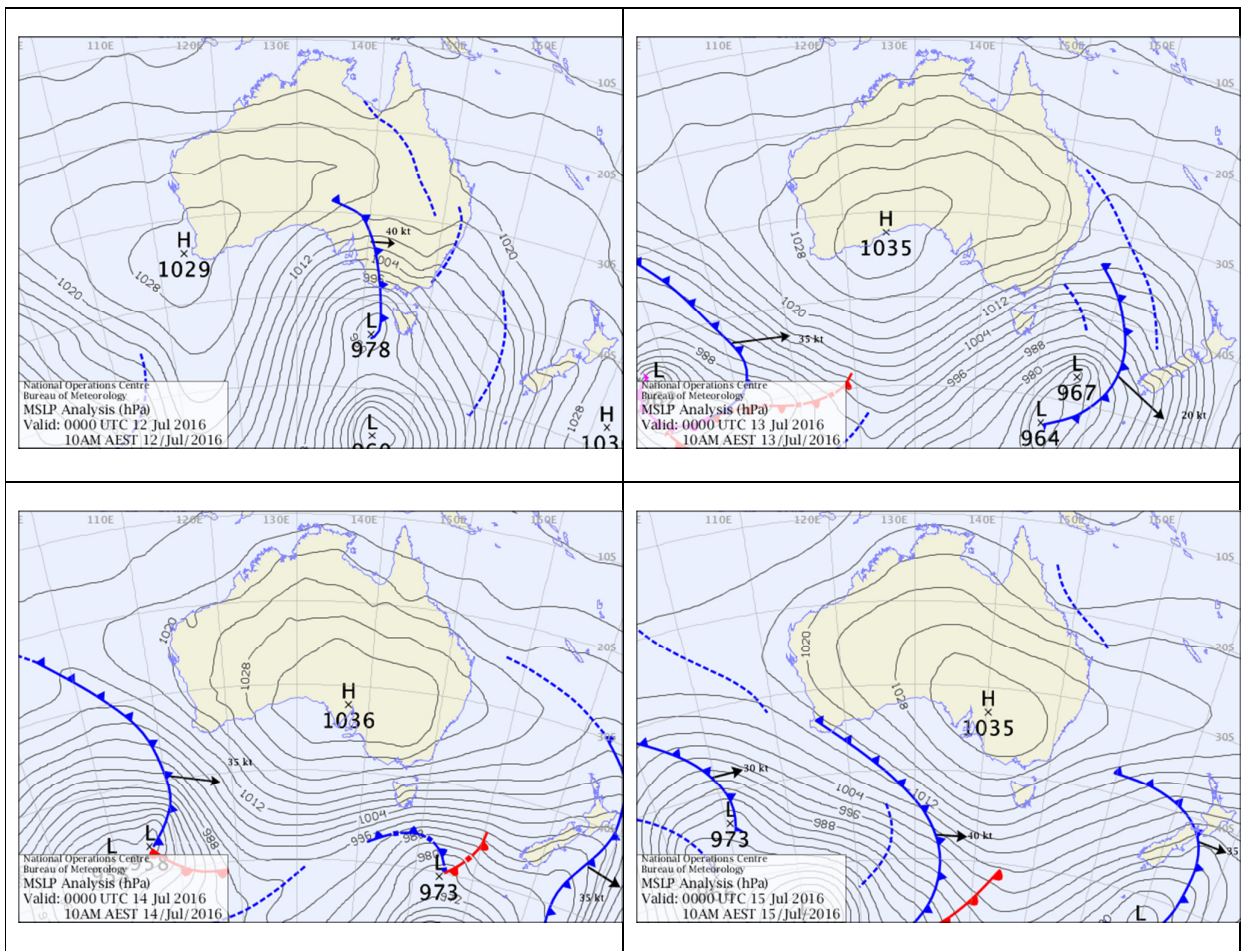 110E 120E 130E 140E 150E 160E
10S
20S
30S
40S
H
1029
1028
1020
1012
1004
996
40 kt
1020
L
978
L
H
1028
National Operations Centre
Bureau of Meteorology
MSLP Analysis (hPa)
Valid: 0000 UTC 12 Jul 2016
10AM AEST 12/Jul/2016
110E 120E 130E 140E 150E 160E
10S
20S
30S
40S
H
1035
1028
1020
1012
1004
996
988
980
988
35 kt
L
L
967
L
964
20 kt
National Operations Centre
Bureau of Meteorology
MSLP Analysis (hPa)
Valid: 0000 UTC 13 Jul 2016
10AM AEST 13/Jul/2016
110E 120E 130E 140E 150E 160E
10S
20S
30S
40S
1020
1028
H
1036
35 kt
1012
1004
996
988
980
L
L
958
L
973
35 kt
National Operations Centre
Bureau of Meteorology
MSLP Analysis (hPa)
Valid: 0000 UTC 14 Jul 2016
10AM AEST 14/Jul/2016
110E 120E 130E 140E 150E 160E
10S
20S
30S
40S
1020
1028
H
1035
30 kt
L
973
1012
1004
996
988
40 kt
35
L
National Operations Centre
Bureau of Meteorology
MSLP Analysis (hPa)
Valid: 0000 UTC 15 Jul 2016
10AM AEST 15/Jul/2016